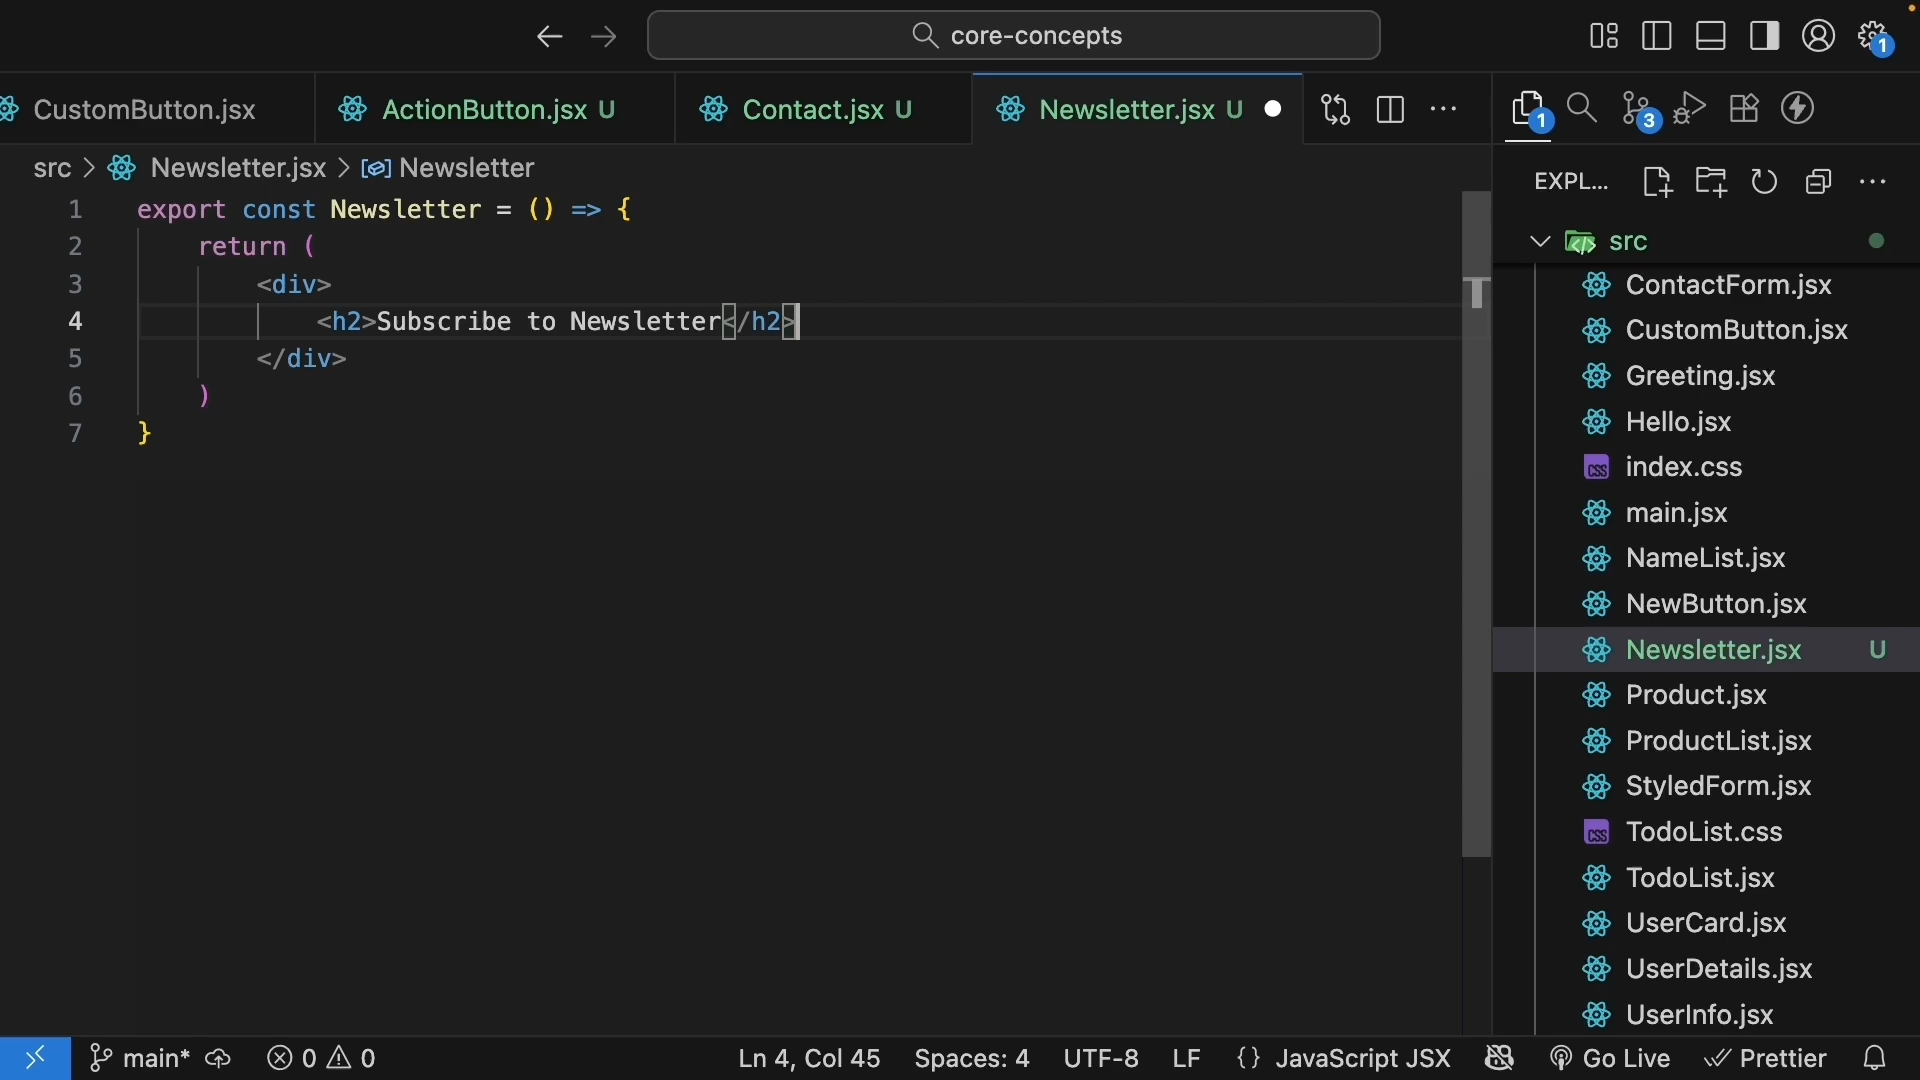 core-concepts
1
CustomButton.jsx
ActionButton.jsx U
Contact.jsx U
Newsletter.jsx U
1
3
src > Newsletter.jsx > Newsletter
EXPL...
1 export const Newsletter = () => {
2 return (
3 <div>
4 <h2>Subscribe to Newsletter</h2>
5 </div>
6 )
7 }
src
ContactForm.jsx
CustomButton.jsx
Greeting.jsx
Hello.jsx
index.css
main.jsx
NameList.jsx
NewButton.jsx
Newsletter.jsx U
Product.jsx
ProductList.jsx
StyledForm.jsx
TodoList.css
TodoList.jsx
UserCard.jsx
UserDetails.jsx
UserInfo.jsx
main* 0 0 Ln 4, Col 45 Spaces: 4 UTF-8 LF {} JavaScript JSX Go Live Prettier